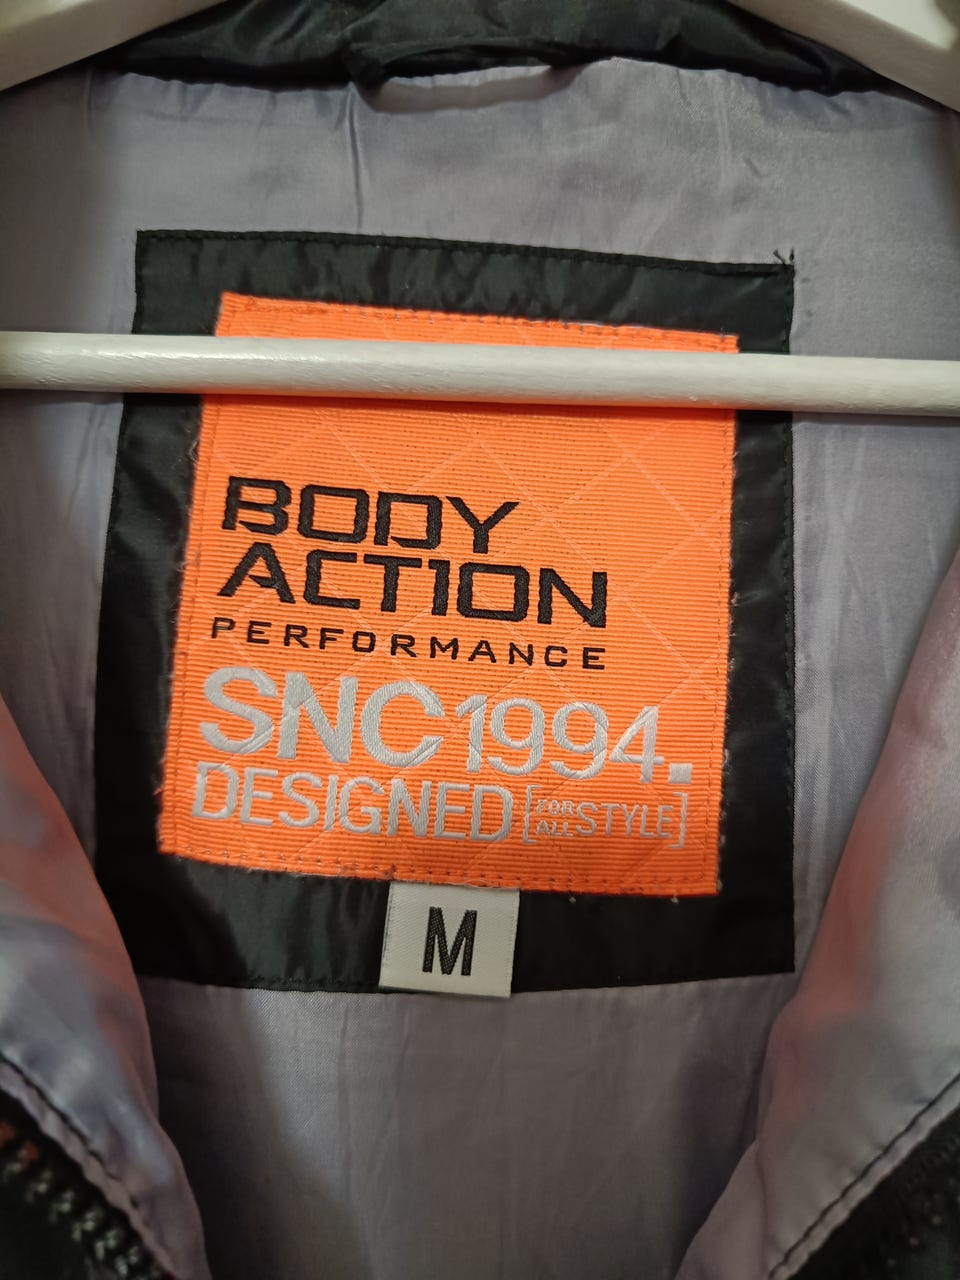 BODY
ACTION
PERFORMANCE
SNC1994.
DESIGNED [FOR ALL STYLE]
M